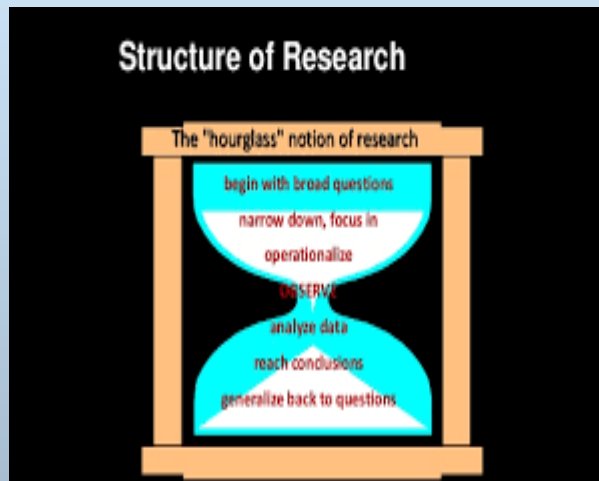 Structure of Research
The "hourglass" notion of research
begin with broad questions
narrow down, focus in
operationalize
OBSERVE
analyze data
reach conclusions
generalize back to questions